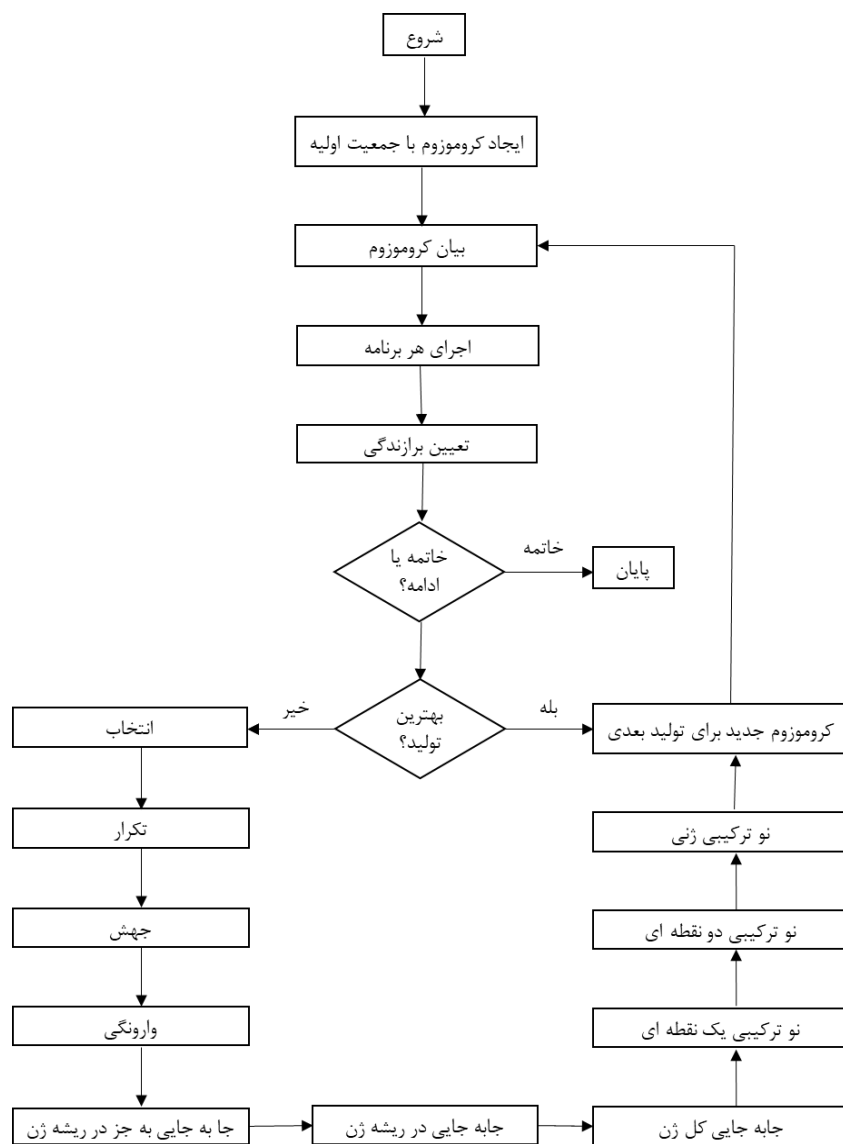 شروع
ایجاد کروموزوم با جمعیت اولیه
بیان کروموزوم
اجرای هر برنامه
تعیین برازندگی
خاتمه یا
ادامه؟
خاتمه
پایان
بهترین
تولید؟
خیر
بله
انتخاب
کروموزوم جدید برای تولید بعدی
تکرار
نو ترکیبی ژنی
جهش
نو ترکیبی دو نقطه ای
وارونگی
نو ترکیبی یک نقطه ای
جا به جایی به جز در ریشه ژن
جابه جایی در ریشه ژن
جابه جایی کل ژن